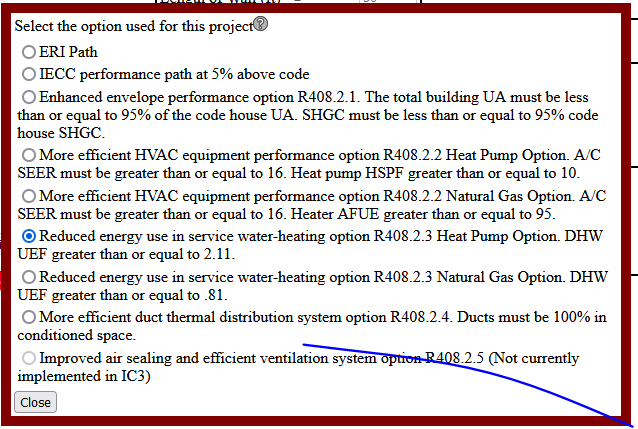 Select the option used for this project?
ERI Path
IECC performance path at 5% above code
Enhanced envelope performance option R408.2.1. The total building UA must be less
than or equal to 95% of the code house UA. SHGC must be less than or equal to 95% code
house SHGC.
More efficient HVAC equipment performance option R408.2.2 Heat Pump Option. A/C
SEER must be greater than or equal to 16. Heat pump HSPF greater than or equal to 10.
More efficient HVAC equipment performance option R408.2.2 Natural Gas Option. A/C
SEER must be greater than or equal to 16. Heater AFUE greater than or equal to 95.
Reduced energy use in service water-heating option R408.2.3 Heat Pump Option. DHW
UEF greater than or equal to 2.11.
Reduced energy use in service water-heating option R408.2.3 Natural Gas Option. DHW
UEF greater than or equal to .81.
More efficient duct thermal distribution system option R408.2.4. Ducts must be 100% in
conditioned space.
Improved air sealing and efficient ventilation system option R408.2.5 (Not currently
implemented in IC3)
Close